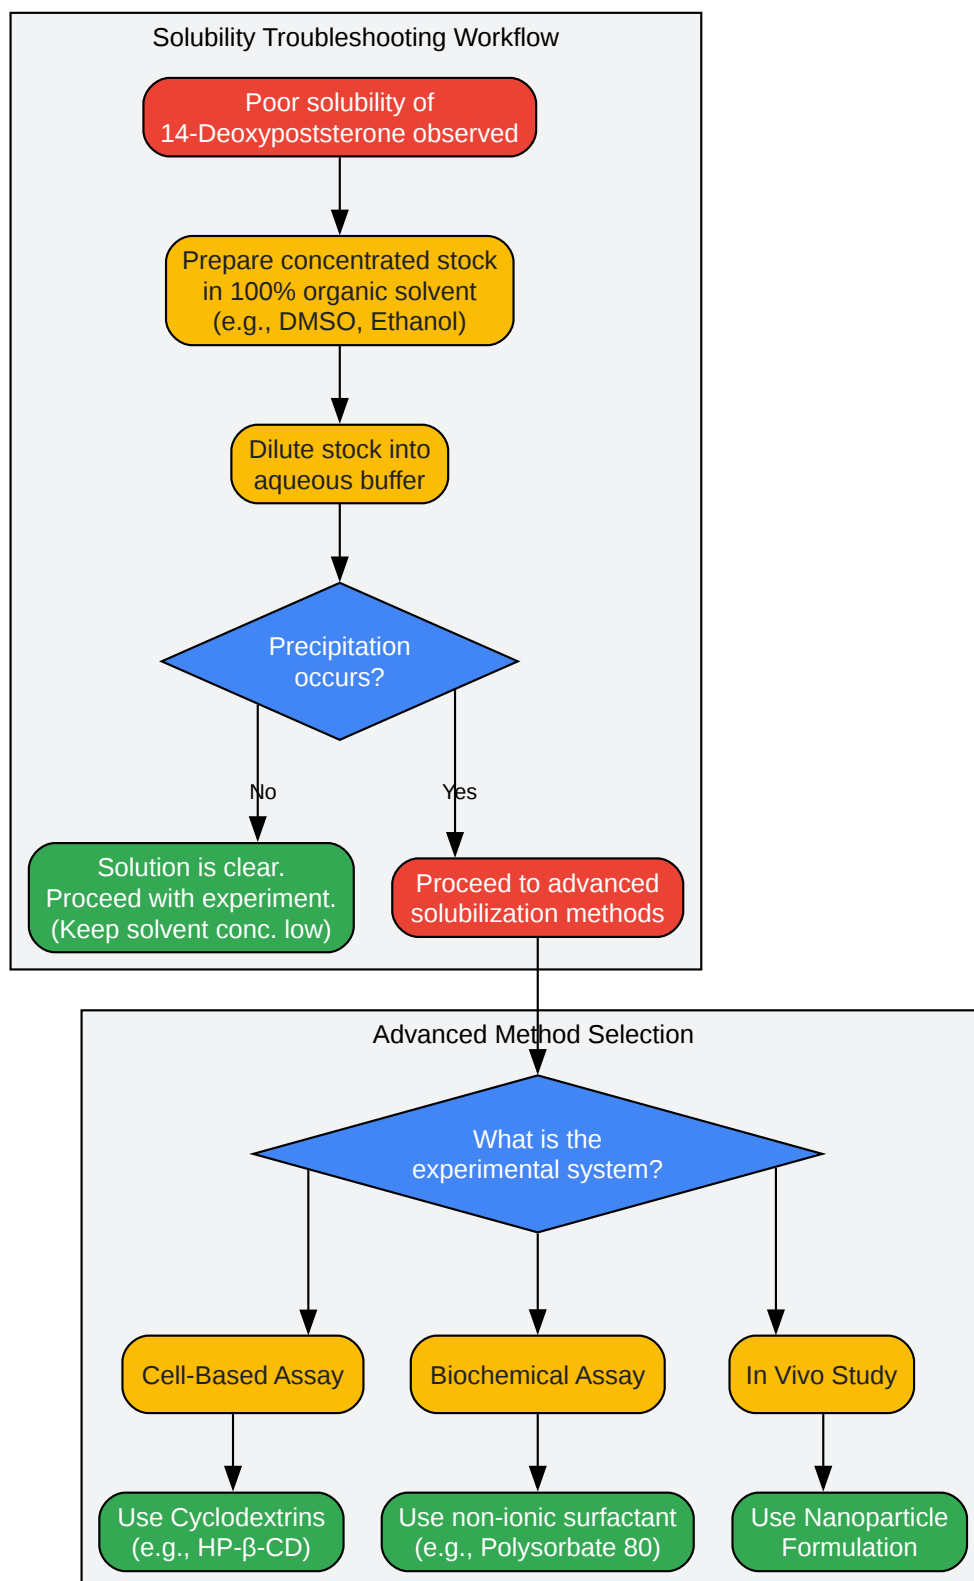 Solubility Troubleshooting Workflow
Poor solubility of
14-Deoxypoststerone observed
Prepare concentrated stock
in 100% organic solvent
(e.g., DMSO, Ethanol)
Dilute stock into
aqueous buffer
Precipitation
occurs?
No
Yes
Solution is clear.
Proceed with experiment.
(Keep solvent conc. low)
Proceed to advanced
solubilization methods
Advanced Method Selection
What is the
experimental system?
Cell-Based Assay
Biochemical Assay
In Vivo Study
Use Cyclodextrins
(e.g., HP-β-CD)
Use non-ionic surfactant
(e.g., Polysorbate 80)
Use Nanoparticle
Formulation